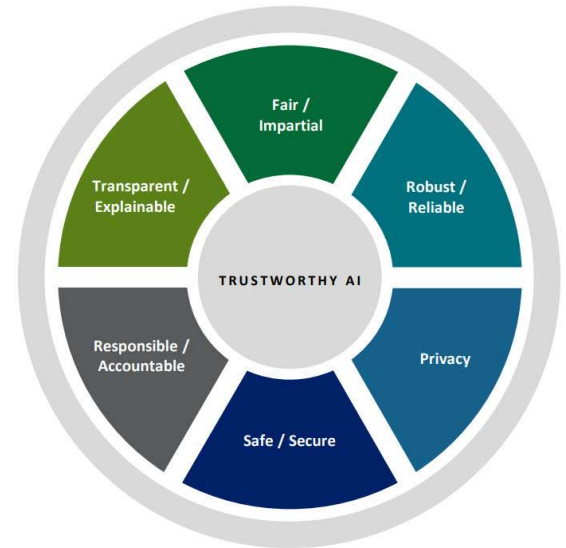 Fair /
Impartial
Transparent /
Explainable
Robust /
Reliable
TRUSTWORTHY AI
Responsible /
Accountable
Privacy
Safe / Secure